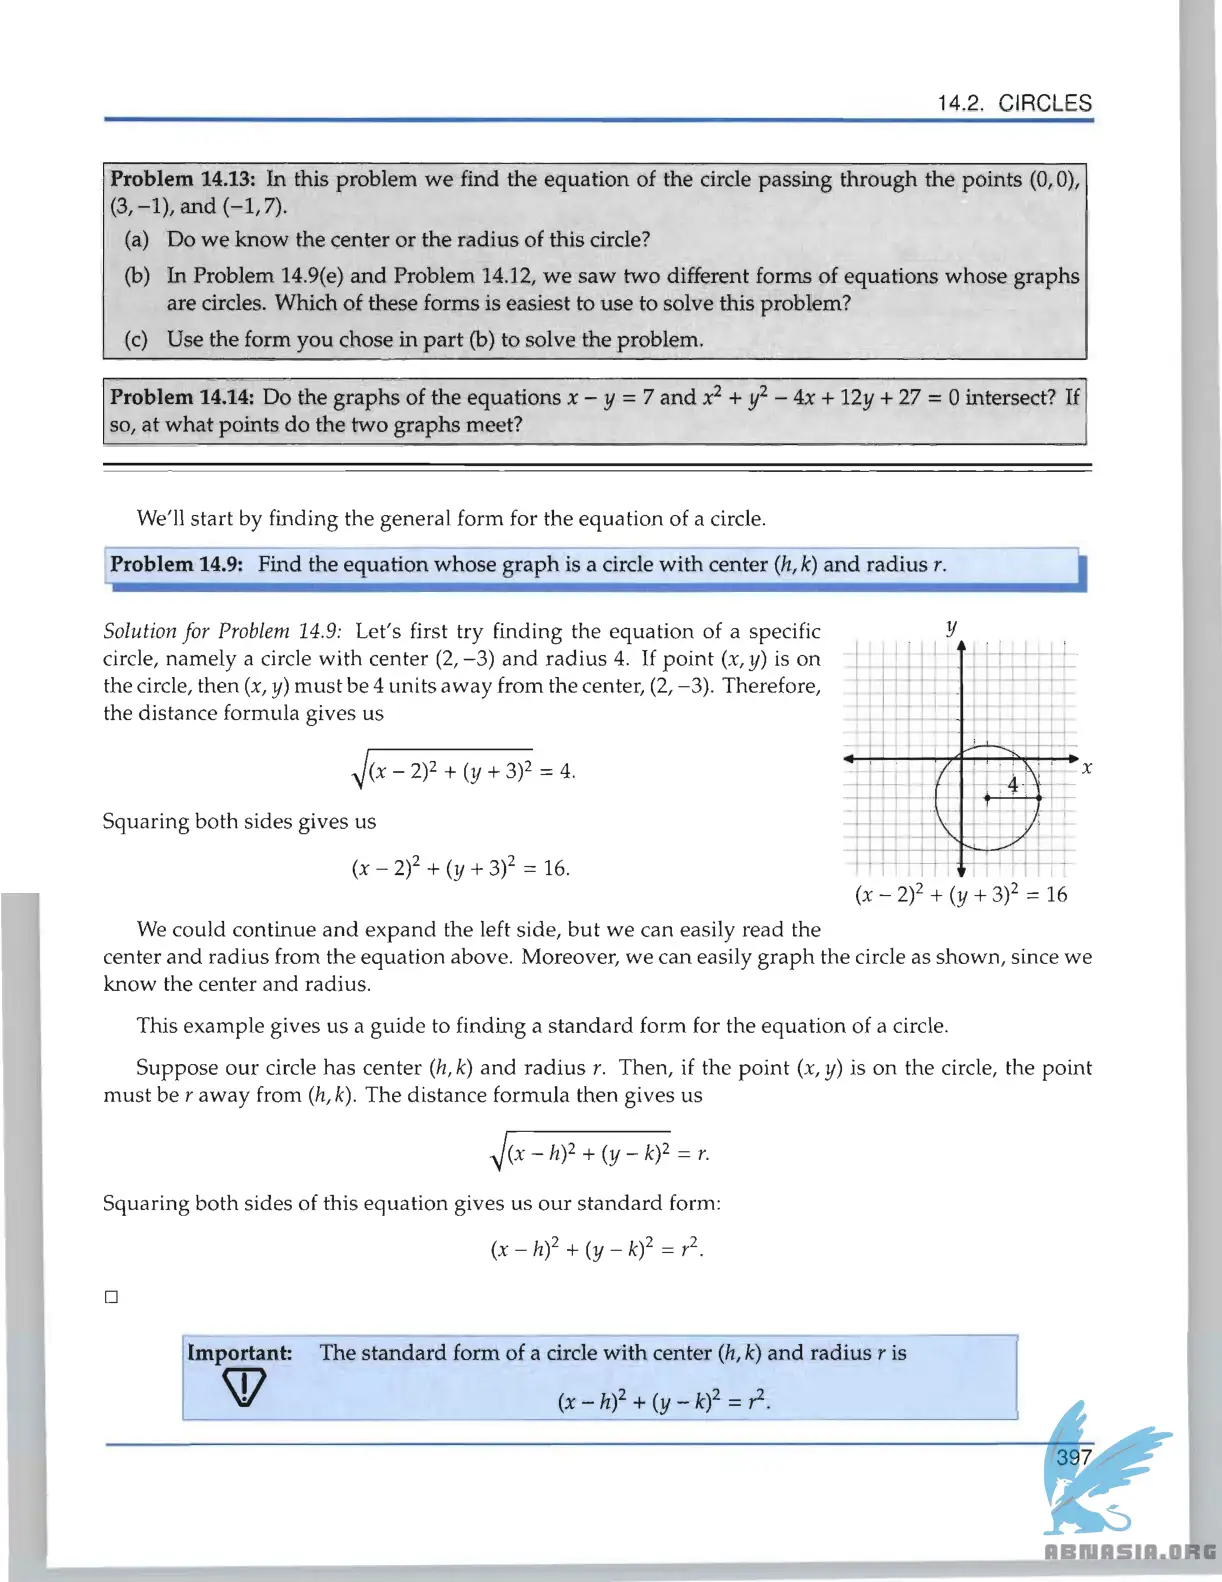 14.2. CIRCLES
Problem 14.13: In this problem we find the equation of the circle passing through the points (0, 0),
(3, −1), and (−1, 7).
(a) Do we know the center or the radius of this circle?
(b) In Problem 14.9(e) and Problem 14.12, we saw two different forms of equations whose graphs
are circles. Which of these forms is easiest to use to solve this problem?
(c) Use the form you chose in part (b) to solve the problem.
Problem 14.14: Do the graphs of the equations x − y = 7 and x² + y² − 4x + 12y + 27 = 0 intersect? If
so, at what points do the two graphs meet?
We'll start by finding the general form for the equation of a circle.
Problem 14.9: Find the equation whose graph is a circle with center (h, k) and radius r.
Solution for Problem 14.9: Let's first try finding the equation of a specific
circle, namely a circle with center (2, −3) and radius 4. If point (x, y) is on
the circle, then (x, y) must be 4 units away from the center, (2, −3). Therefore,
the distance formula gives us
√(x − 2)² + (y + 3)² = 4.
Squaring both sides gives us
(x − 2)² + (y + 3)² = 16.
y
x
4
(x − 2)² + (y + 3)² = 16
We could continue and expand the left side, but we can easily read the
center and radius from the equation above. Moreover, we can easily graph the circle as shown, since we
know the center and radius.
This example gives us a guide to finding a standard form for the equation of a circle.
Suppose our circle has center (h, k) and radius r. Then, if the point (x, y) is on the circle, the point
must be r away from (h, k). The distance formula then gives us
√(x − h)² + (y − k)² = r.
Squaring both sides of this equation gives us our standard form:
(x − h)² + (y − k)² = r².
□
Important: The standard form of a circle with center (h, k) and radius r is
(x − h)² + (y − k)² = r².
397
ABNASIA.ORG